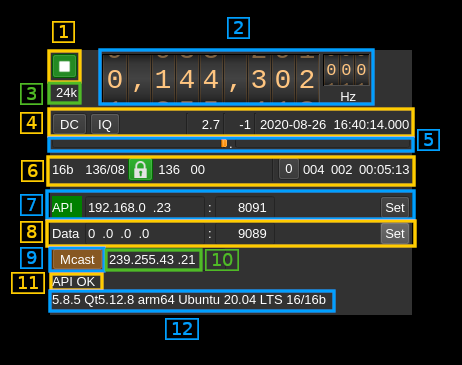 1
2
0,144,302 000
Hz
3 24k
4 DC IQ 2.7 -1 2020-08-26 16:40:14.000
5
6 16b 136/08 136 00 0 004 002 00:05:13
7 API 192.168.0 .23 : 8091 Set
8 Data 0 .0 .0 .0 : 9089 Set
9 Mcast 239.255.43 .21 10
11 API OK
5.8.5 Qt5.12.8 arm64 Ubuntu 20.04 LTS 16/16b
12